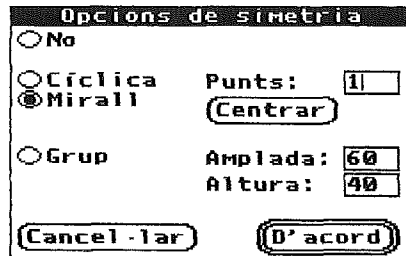 Opcions de simetria
No
Cíclica Punts: 1
Mirall (Centrar)
Grup Amplada: 60
Altura: 40
Cancel·lar D'acord